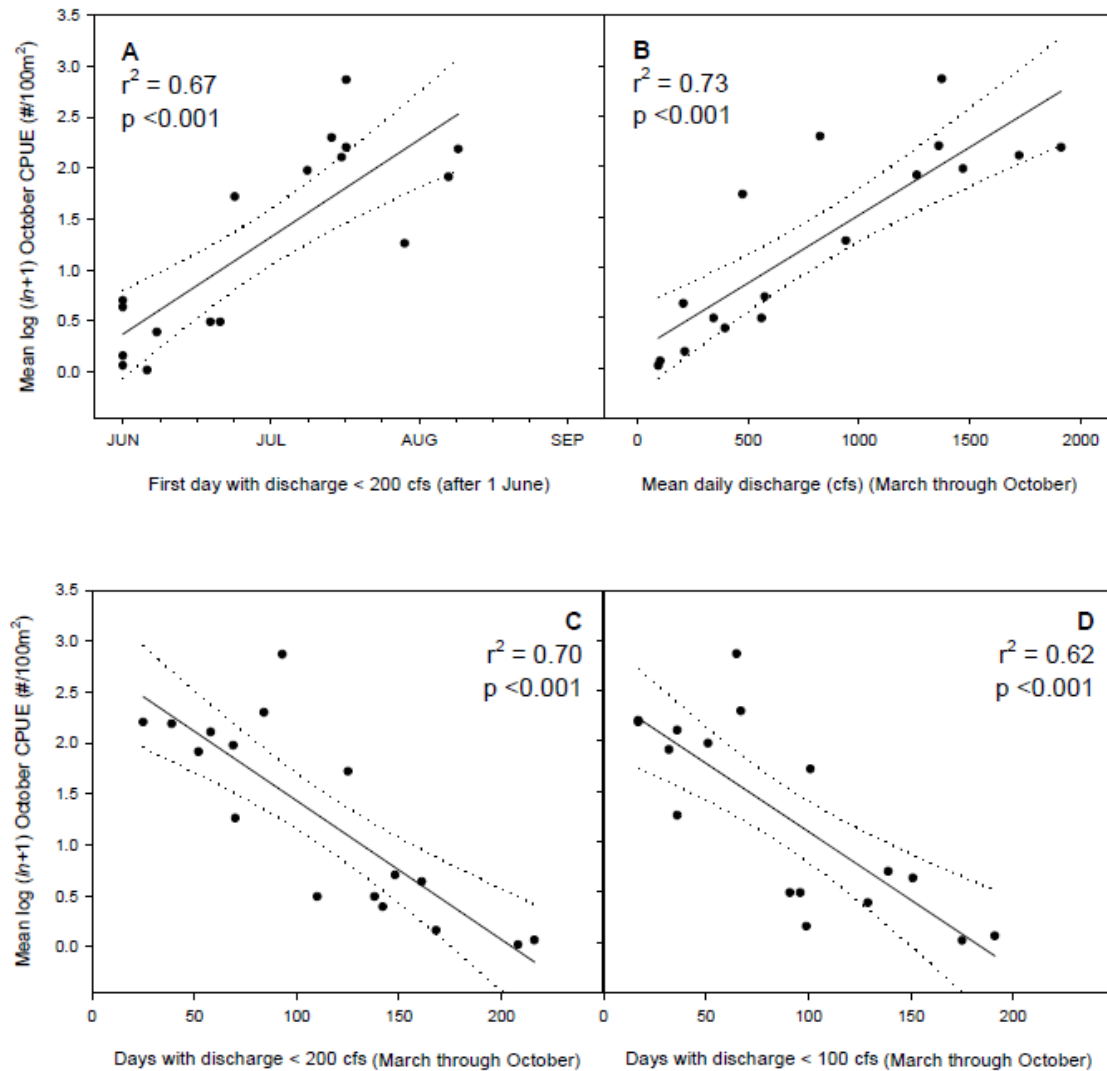 Mean log (ln+1) October CPUE (#/100m²)
3.5
3.0
2.5
2.0
1.5
1.0
0.5
0.0
A
r² = 0.67
p <0.001
JUN JUL AUG SEP
First day with discharge < 200 cfs (after 1 June)
B
r² = 0.73
p <0.001
0 500 1000 1500 2000
Mean daily discharge (cfs) (March through October)
Mean log (ln+1) October CPUE (#/100m²)
3.5
3.0
2.5
2.0
1.5
1.0
0.5
0.0
C
r² = 0.70
p <0.001
0 50 100 150 200
Days with discharge < 200 cfs (March through October)
D
r² = 0.62
p <0.001
0 50 100 150 200
Days with discharge < 100 cfs (March through October)